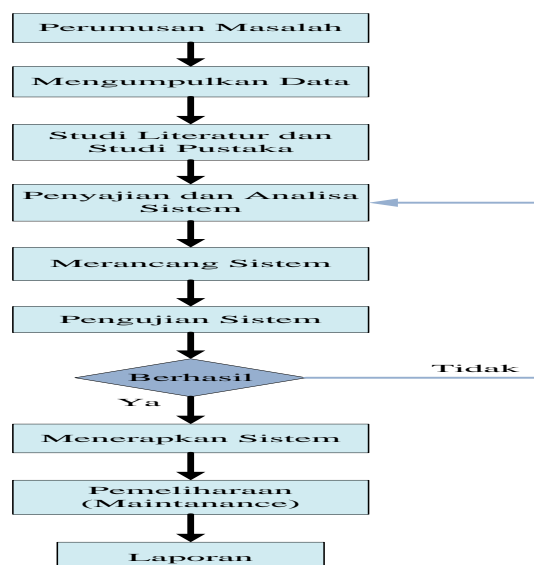 Perumusan Masalah
Mengumpulkan Data
Studi Literatur dan
Studi Pustaka
Penyajian dan Analisa
Sistem
Merancang Sistem
Pengujian Sistem
Berhasil
Tidak
Ya
Menerapkan Sistem
Pemeliharaan
(Maintanance)
Laporan